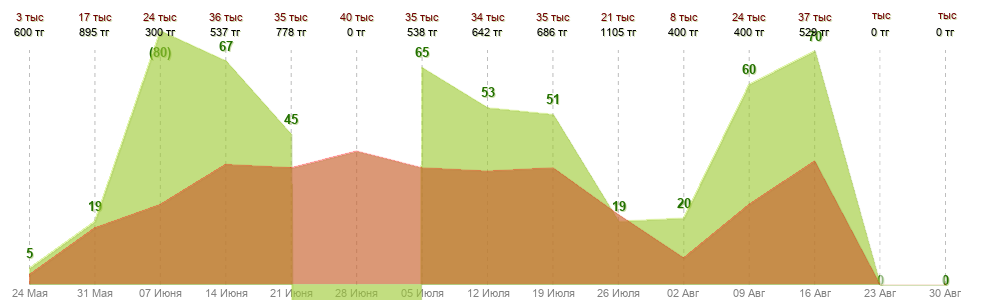 3 тыс 17 тыс 24 тыс 36 тыс 35 тыс 40 тыс 35 тыс 34 тыс 35 тыс 21 тыс 8 тыс 24 тыс 37 тыс тыс тыс
600 тг 895 тг 300 тг 537 тг 778 тг 0 тг 538 тг 642 тг 686 тг 1105 тг 400 тг 400 тг 529 тг 0 тг 0 тг
5 19 (80) 67 45 65 53 51 19 20 60 70 0 0
24 Мая 31 Мая 07 Июня 14 Июня 21 Июня 28 Июня 05 Июля 12 Июля 19 Июля 26 Июля 02 Авг 09 Авг 16 Авг 23 Авг 30 Авг